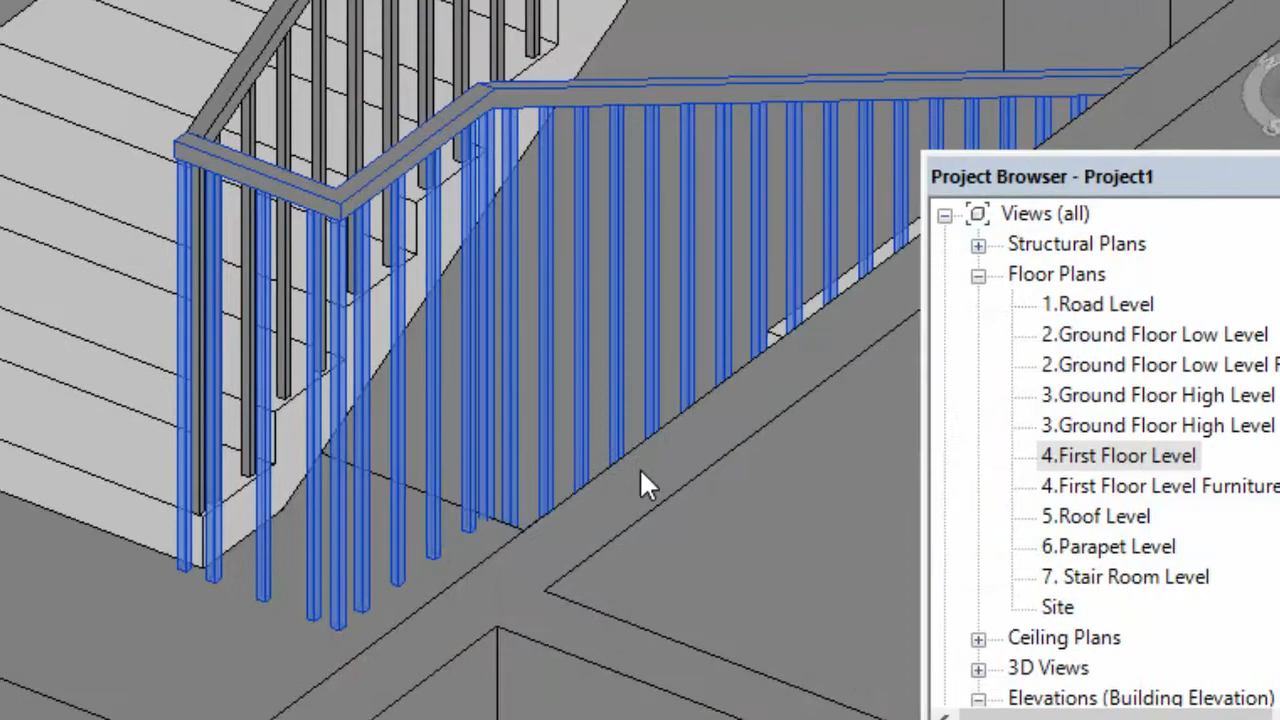 Project Browser - Project1
Views (all)
Structural Plans
Floor Plans
1.Road Level
2.Ground Floor Low Level
2.Ground Floor Low Level F
3.Ground Floor High Level
3.Ground Floor High Level
4.First Floor Level
4.First Floor Level Furniture
5.Roof Level
6.Parapet Level
7. Stair Room Level
Site
Ceiling Plans
3D Views
Elevations (Building Elevation)